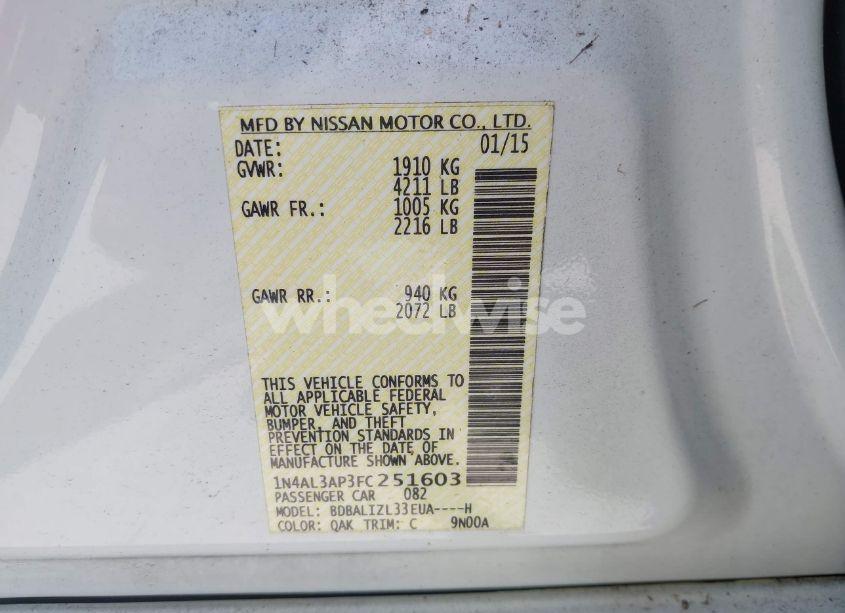 MFD BY NISSAN MOTOR CO., LTD.
DATE: 01/15
GVWR: 1910 KG
4211 LB
GAWR FR.: 1005 KG
2216 LB
GAWR RR.: 940 KG
2072 LB
wheelwise
THIS VEHICLE CONFORMS TO
ALL APPLICABLE FEDERAL
MOTOR VEHICLE SAFETY,
BUMPER, AND THEFT
PREVENTION STANDARDS IN
EFFECT ON THE DATE OF
MANUFACTURE SHOWN ABOVE.
1N4AL3AP3FC251603
PASSENGER CAR 082
MODEL: BDBALIZL33EUA----H
COLOR: QAK TRIM: C 9N00A